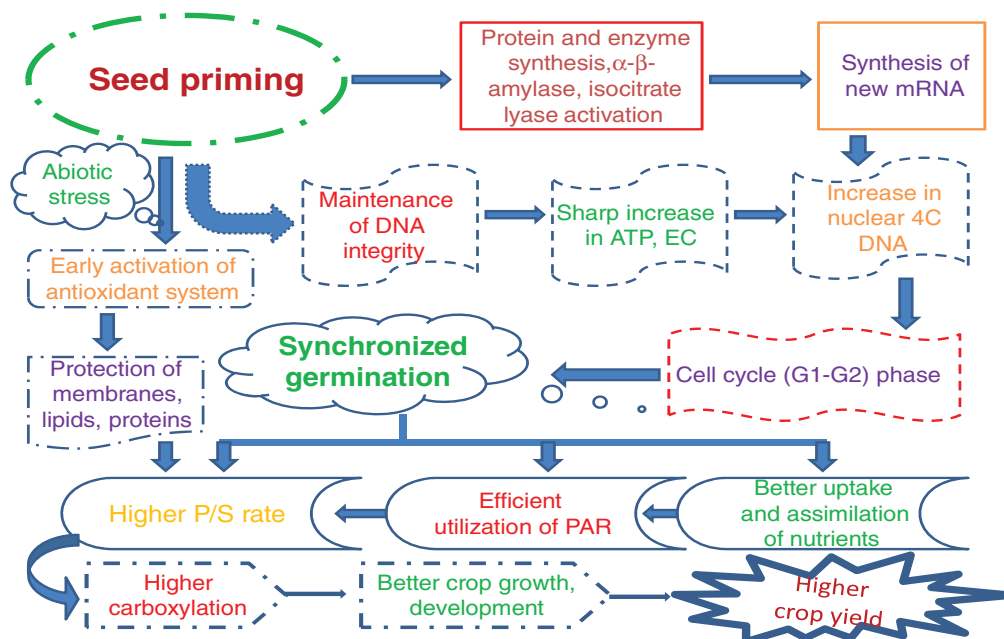 Seed priming
Protein and enzyme
synthesis,α-β-
amylase, isocitrate
lyase activation
Synthesis of
new mRNA
Abiotic
stress
Maintenance
of DNA
integrity
Sharp increase
in ATP, EC
Increase in
nuclear 4C
DNA
Early activation of
antioxidant system
Synchronized
germination
Cell cycle (G1-G2) phase
Protection of
membranes,
lipids, proteins
Higher P/S rate
Efficient
utilization of PAR
Better uptake
and assimilation
of nutrients
Higher
carboxylation
Better crop growth,
development
Higher
crop yield